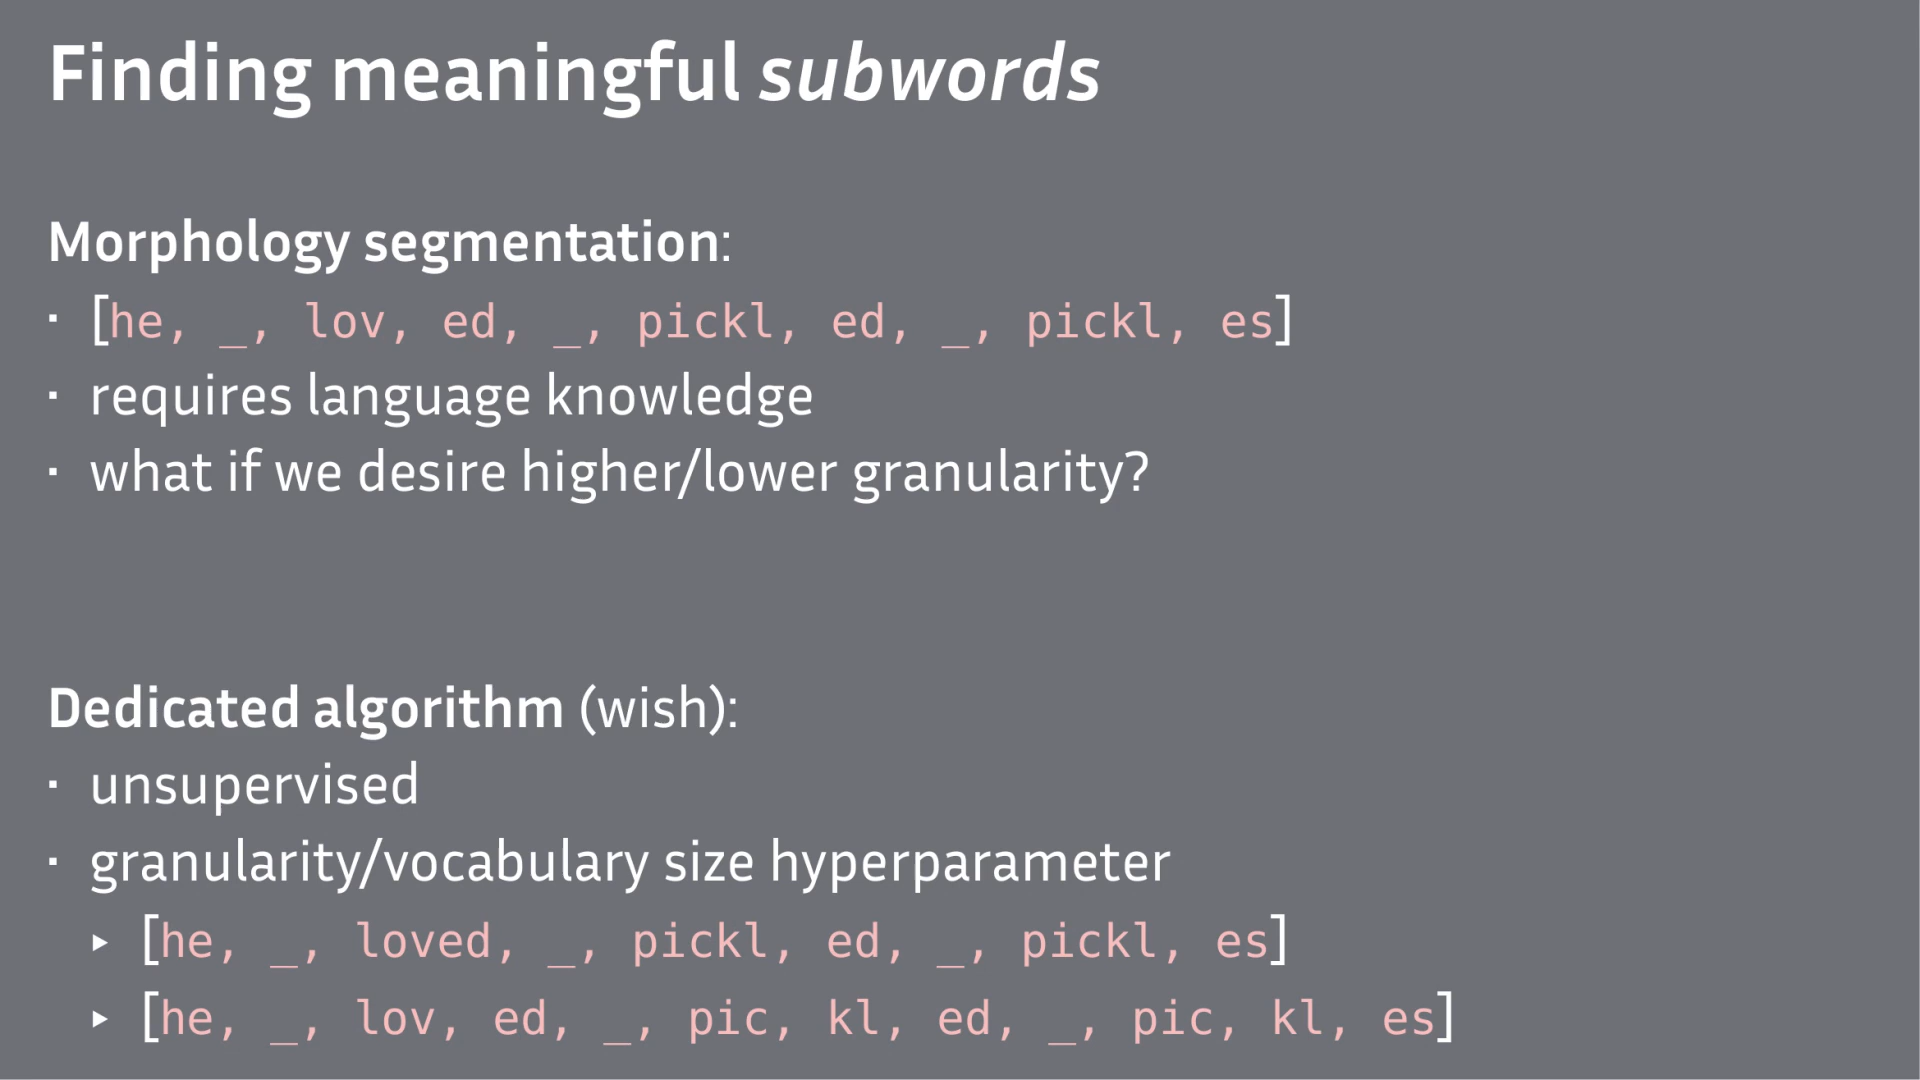 Finding meaningful subwords
Morphology segmentation:
· [he, _, lov, ed, _, pickl, ed, _, pickl, es]
· requires language knowledge
· what if we desire higher/lower granularity?
Dedicated algorithm (wish):
· unsupervised
· granularity/vocabulary size hyperparameter
▸ [he, _, loved, _, pickl, ed, _, pickl, es]
▸ [he, _, lov, ed, _, pic, kl, ed, _, pic, kl, es]